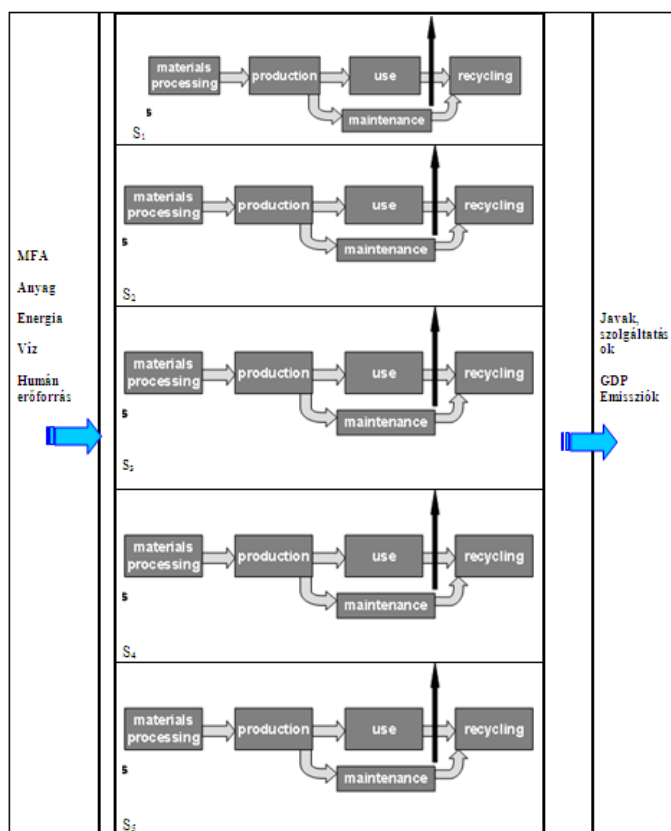 MFA
Anyag
Energia
Víz
Humán
erőforrás
materials
processing
production
use
recycling
maintenance
s
S1
materials
processing
production
use
recycling
maintenance
s
S2
materials
processing
production
use
recycling
maintenance
s
S3
materials
processing
production
use
recycling
maintenance
s
S4
materials
processing
production
use
recycling
maintenance
s
S5
Javak,
szolgáltatás
ok
GDP
Emissziók